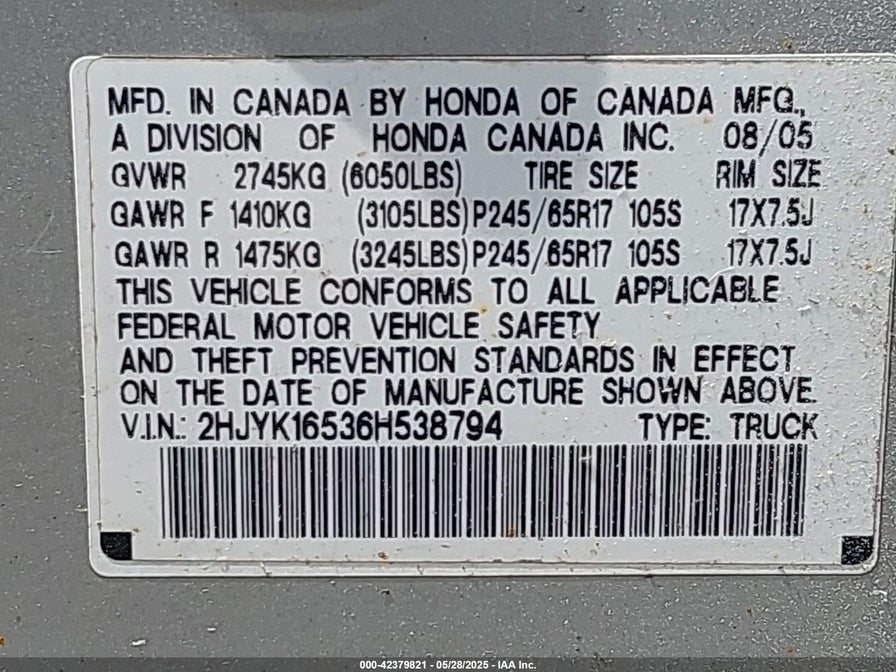 MFD. IN CANADA BY HONDA OF CANADA MFG.,
A DIVISION OF HONDA CANADA INC. 08/05
GVWR 2745KG (6050LBS) TIRE SIZE RIM SIZE
GAWR F 1410KG (3105LBS) P245/65R17 105S 17X7.5J
GAWR R 1475KG (3245LBS) P245/65R17 105S 17X7.5J
THIS VEHICLE CONFORMS TO ALL APPLICABLE
FEDERAL MOTOR VEHICLE SAFETY
AND THEFT PREVENTION STANDARDS IN EFFECT
ON THE DATE OF MANUFACTURE SHOWN ABOVE.
V.I.N.: 2HJYK16536H538794 TYPE: TRUCK
000-42379821 - 05/28/2025 - IAA Inc.